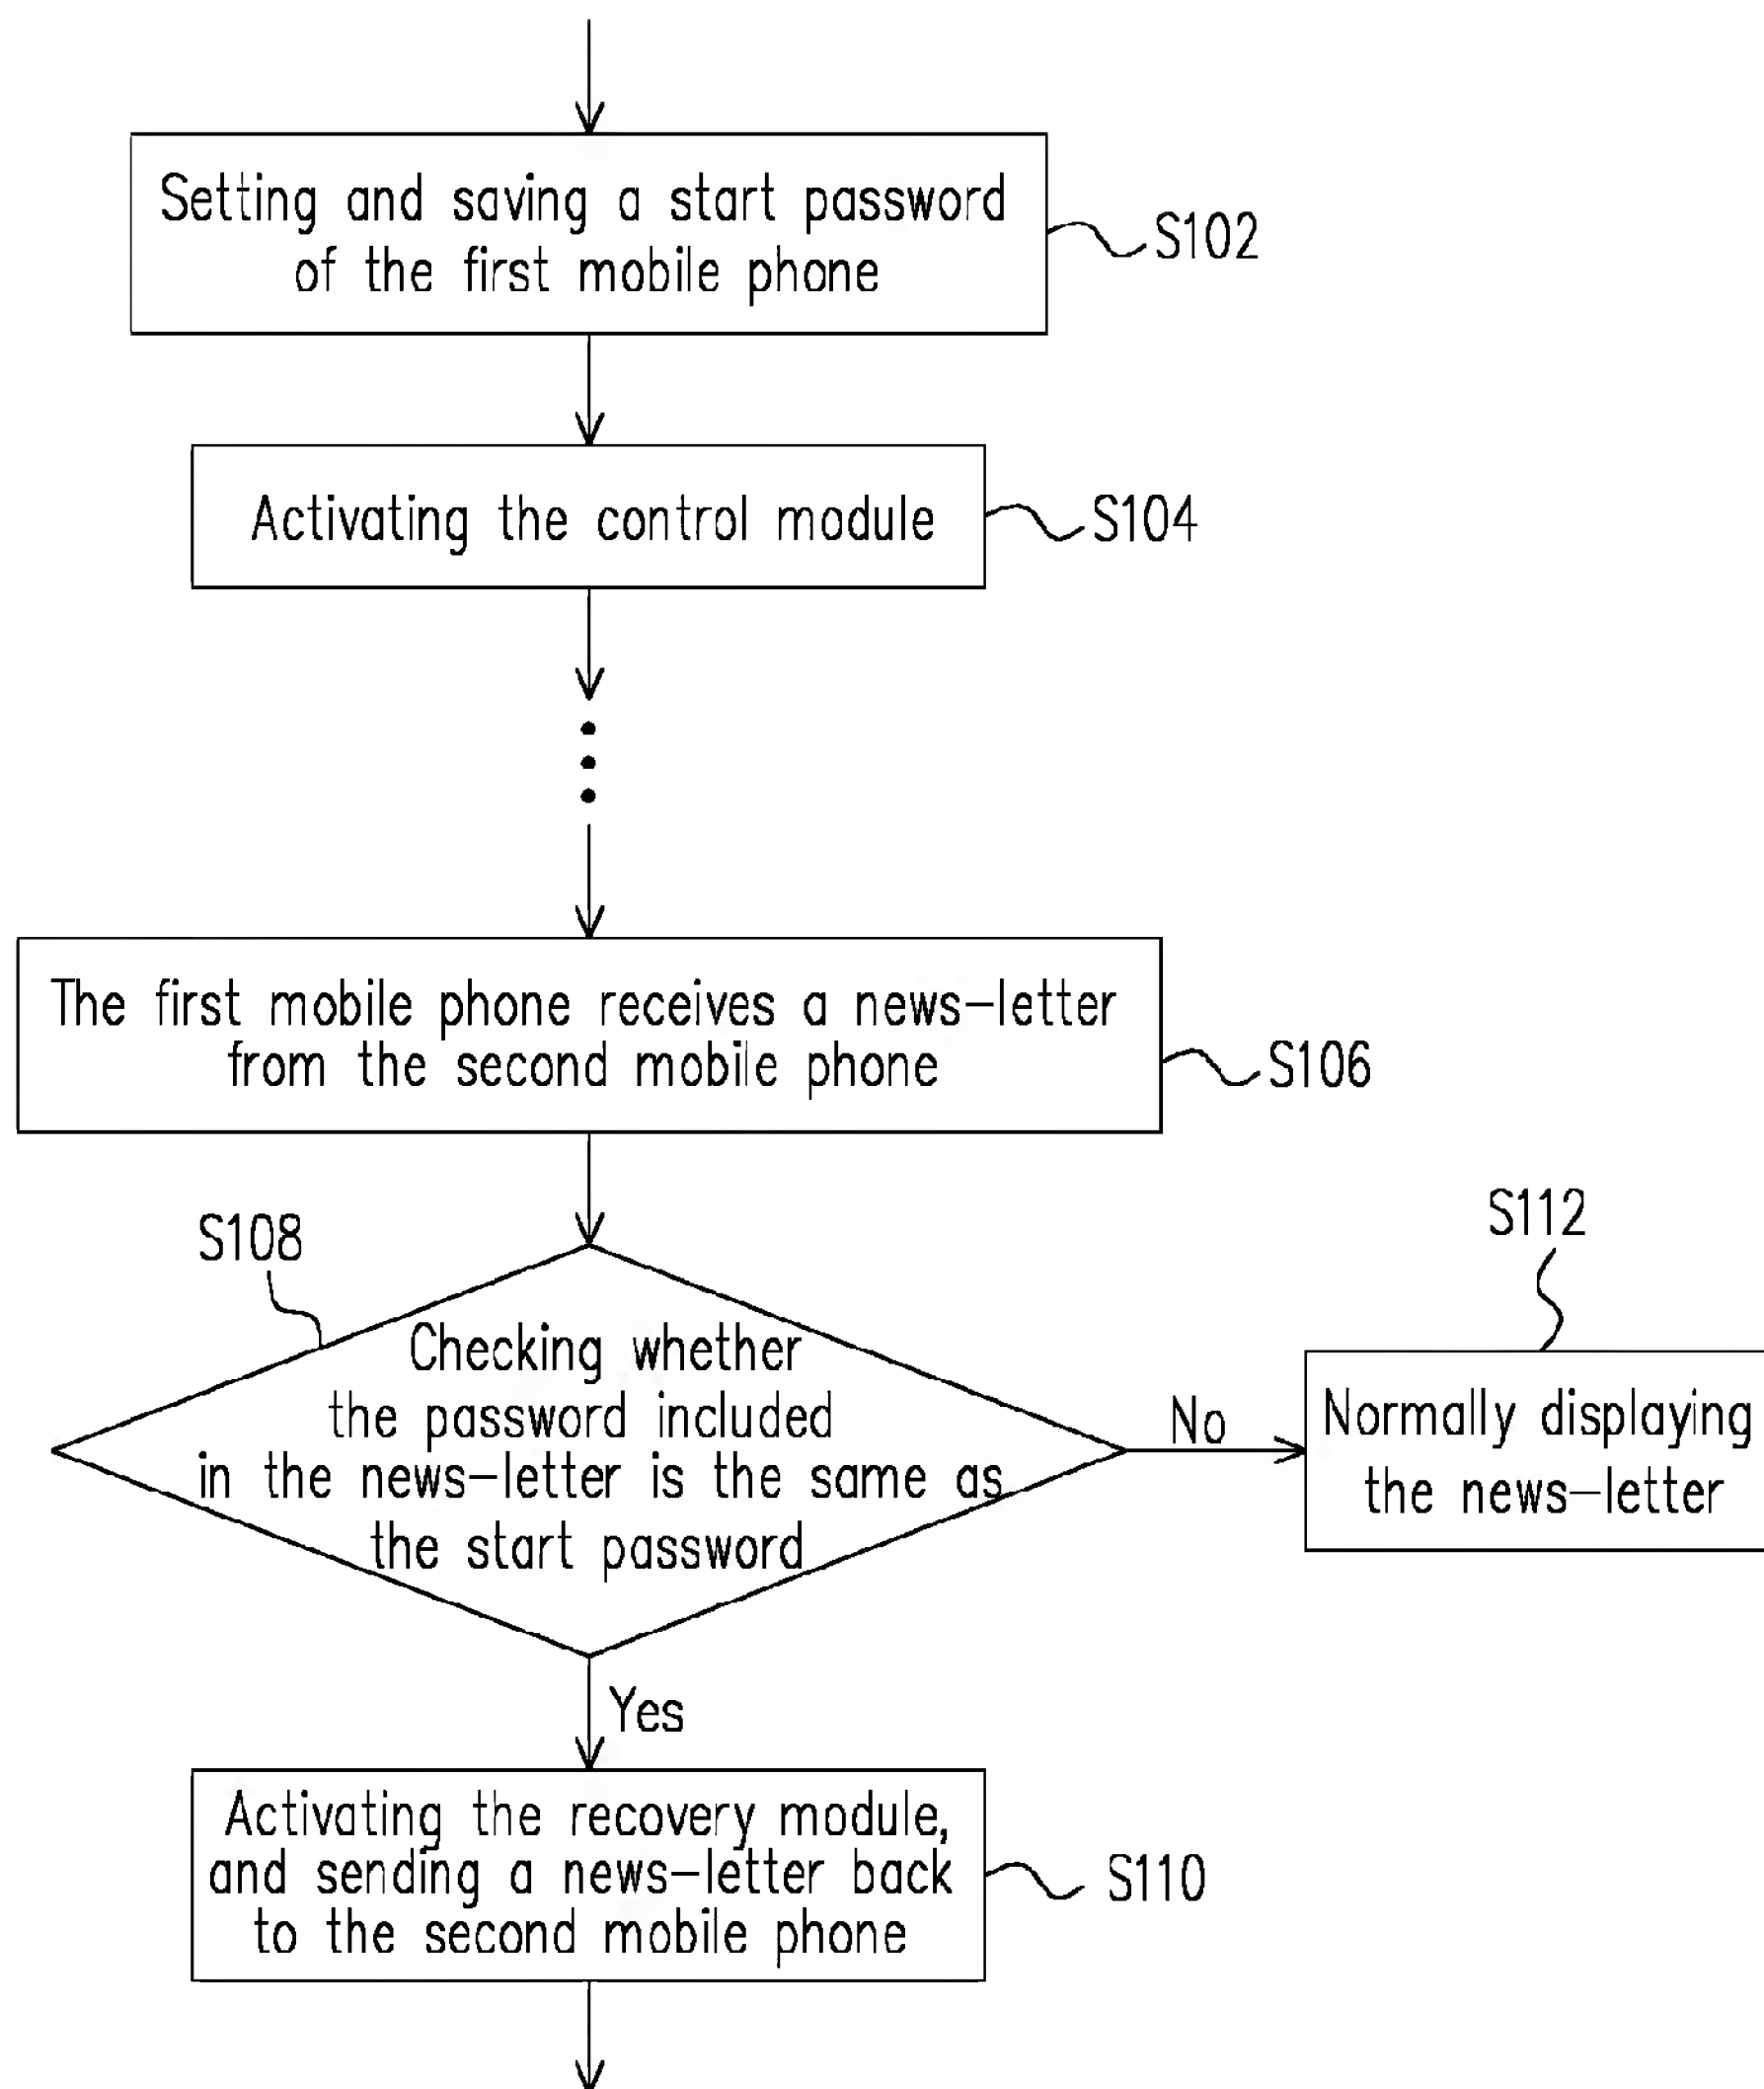 Setting and saving a start password
of the first mobile phone
S102
Activating the control module
S104
The first mobile phone receives a news-letter
from the second mobile phone
S106
S108
Checking whether
the password included
in the news-letter is the same as
the start password
No
S112
Normally displaying
the news-letter
Yes
Activating the recovery module,
and sending a news-letter back
to the second mobile phone
S110